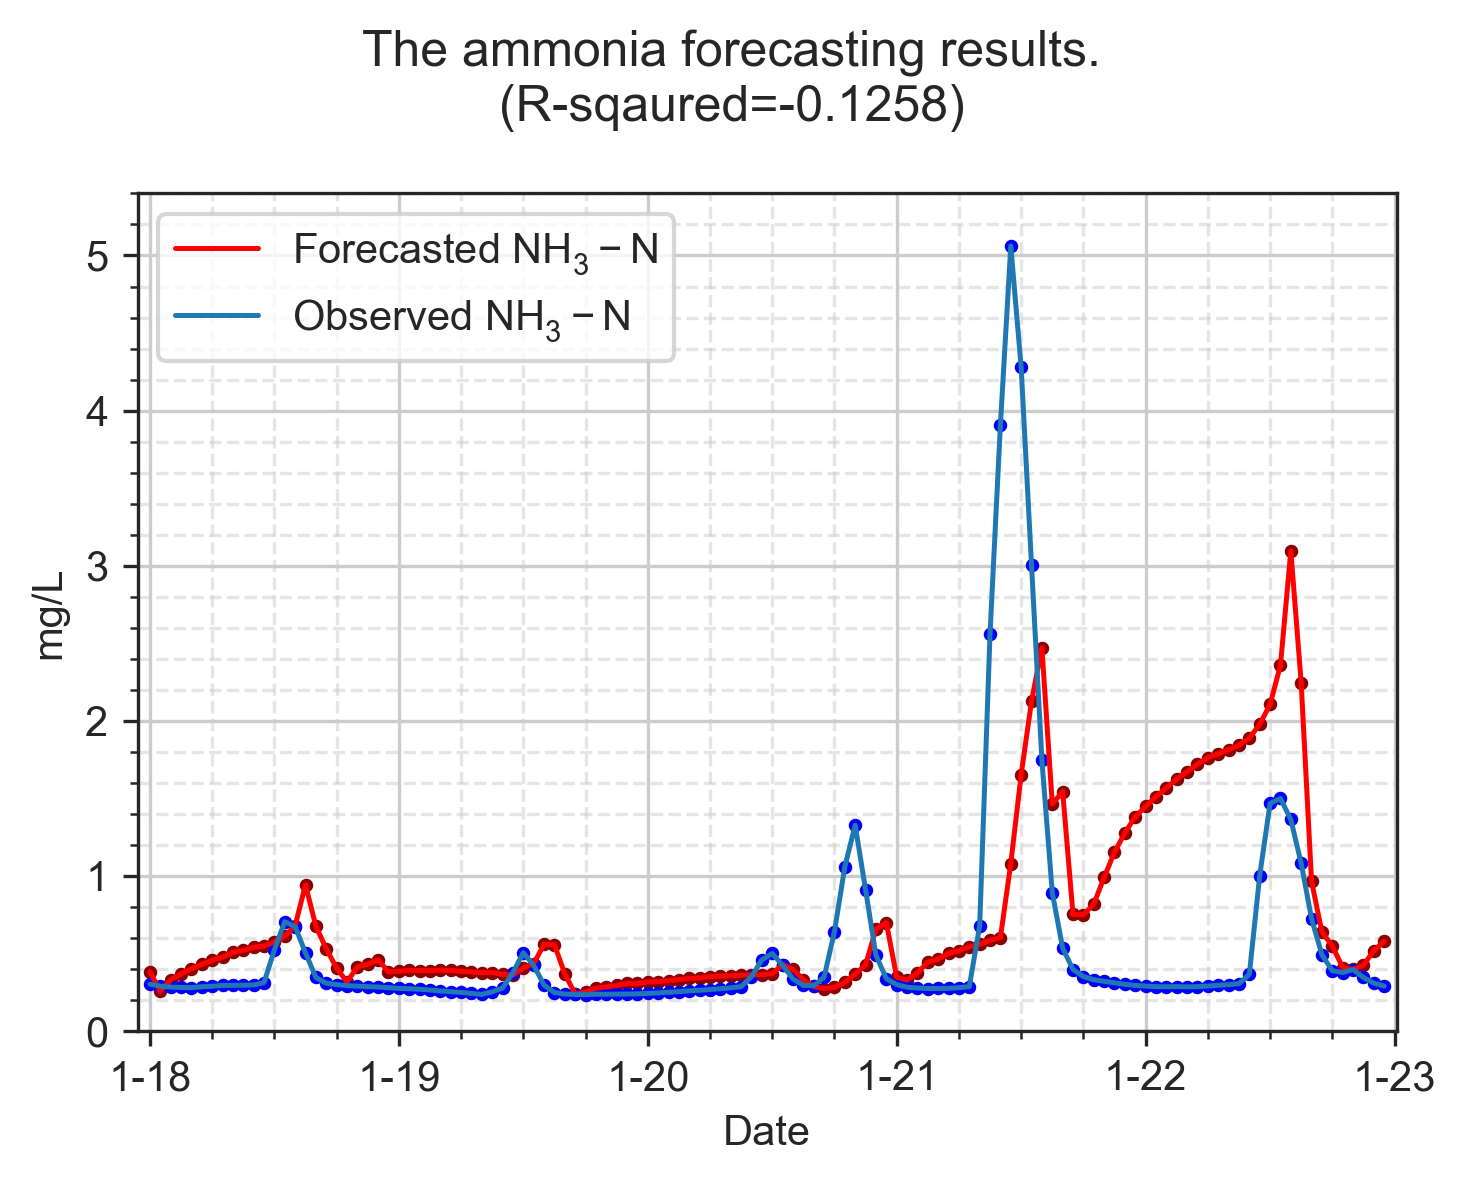 The ammonia forecasting results.
(R-sqaured=-0.1258)
Forecasted NH₃ − N
Observed NH₃ − N
5
4
3
2
1
0
mg/L
1-18 1-19 1-20 1-21 1-22 1-23
Date